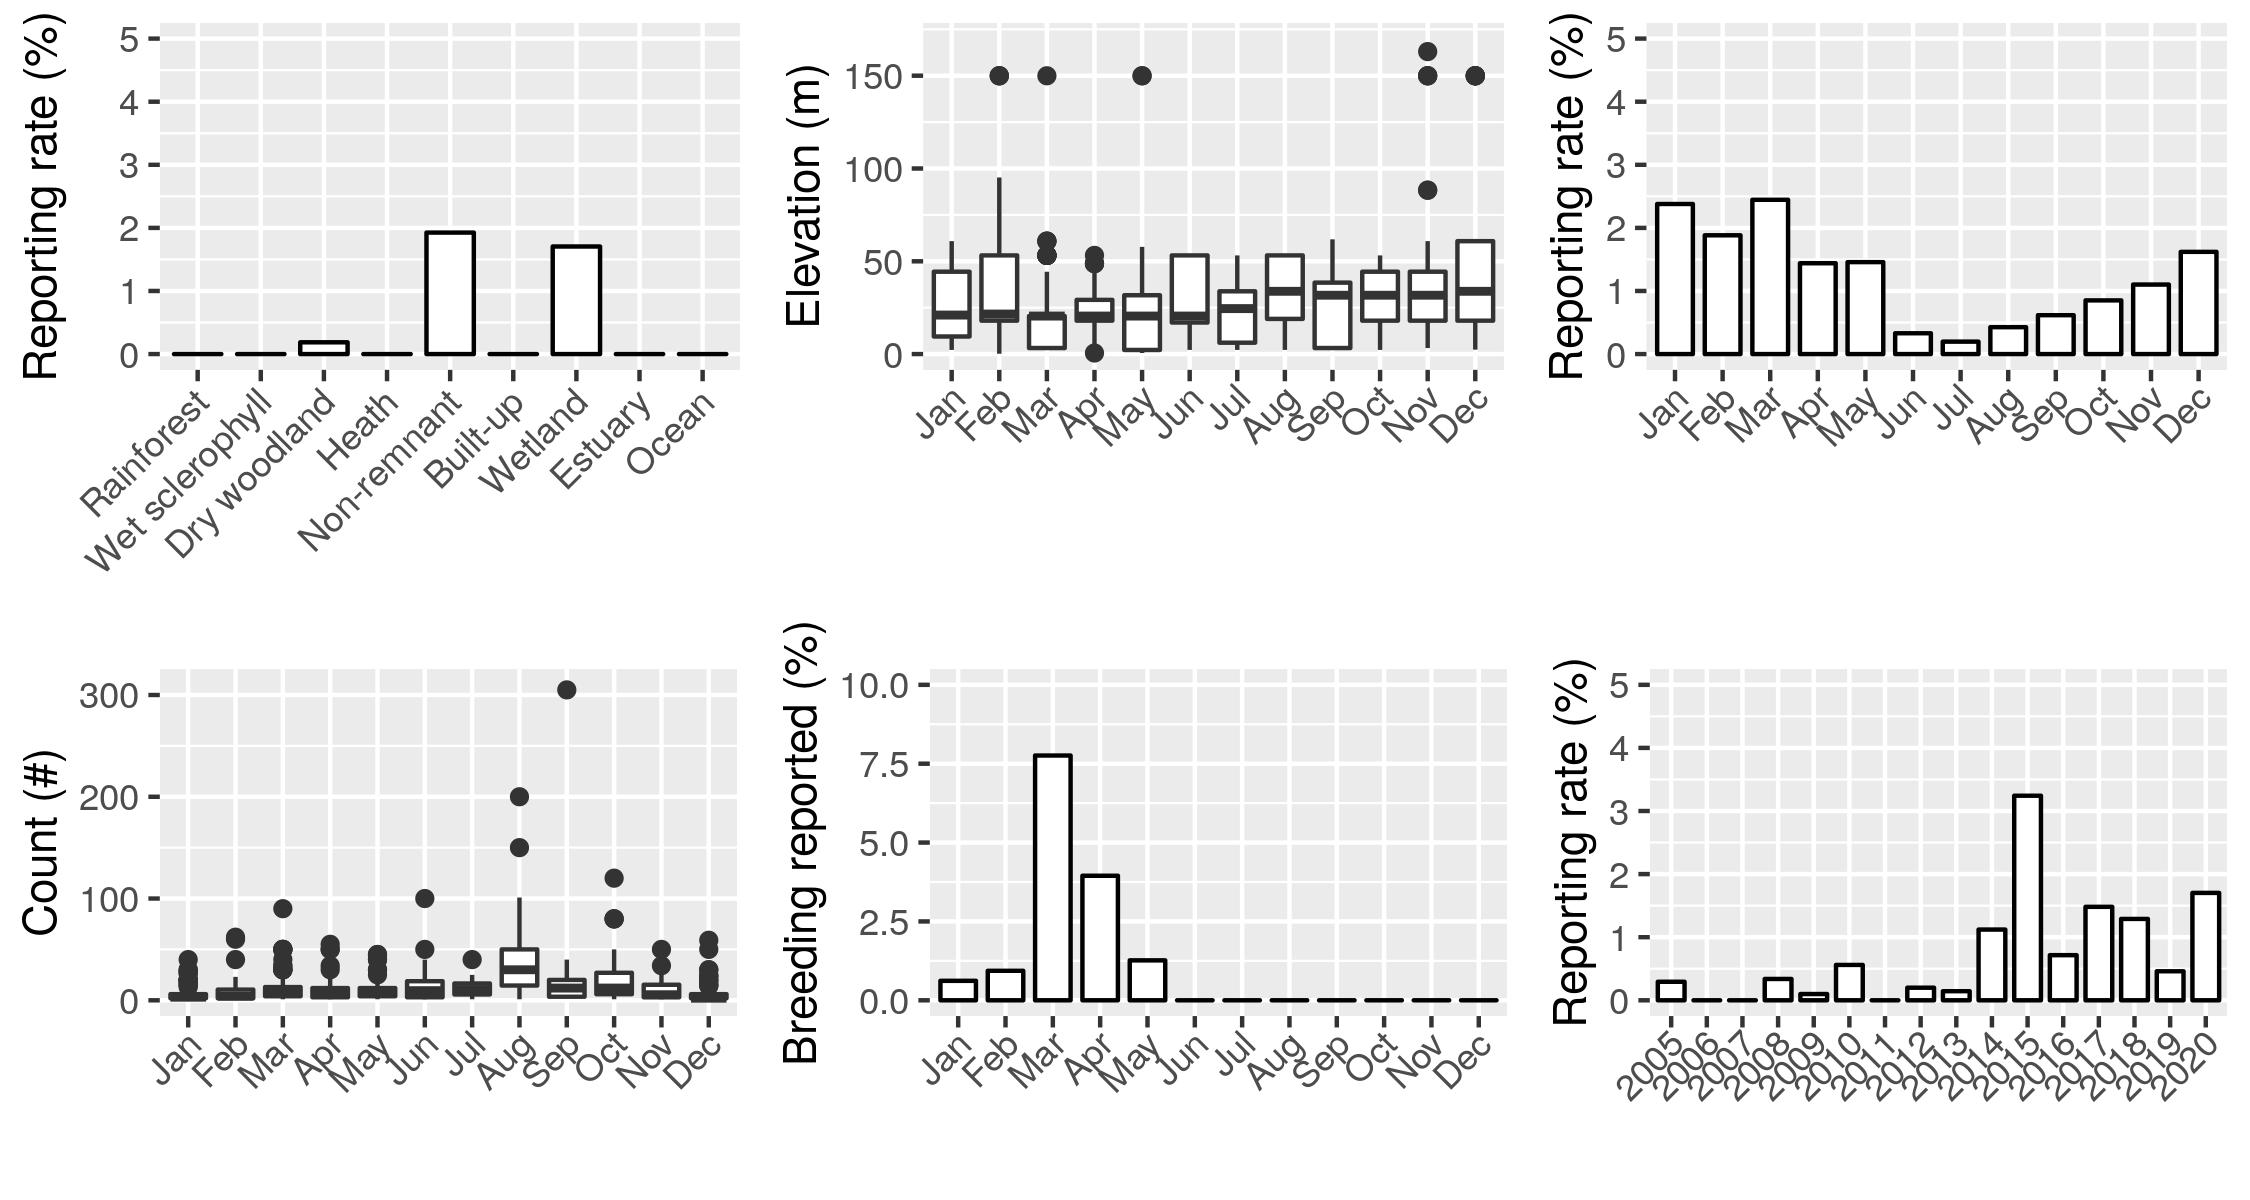 Reporting rate (%)
5
4
3
2
1
0
Rainforest
Wet sclerophyll
Dry woodland
Heath
Non-remnant
Built-up
Wetland
Estuary
Ocean
Elevation (m)
150
100
50
0
Jan
Feb
Mar
Apr
May
Jun
Jul
Aug
Sep
Oct
Nov
Dec
Reporting rate (%)
5
4
3
2
1
0
Jan
Feb
Mar
Apr
May
Jun
Jul
Aug
Sep
Oct
Nov
Dec
Count (#)
300
200
100
0
Jan
Feb
Mar
Apr
May
Jun
Jul
Aug
Sep
Oct
Nov
Dec
Breeding reported (%)
10.0
7.5
5.0
2.5
0.0
Jan
Feb
Mar
Apr
May
Jun
Jul
Aug
Sep
Oct
Nov
Dec
Reporting rate (%)
5
4
3
2
1
0
2005
2006
2007
2008
2009
2010
2011
2012
2013
2014
2015
2016
2017
2018
2019
2020